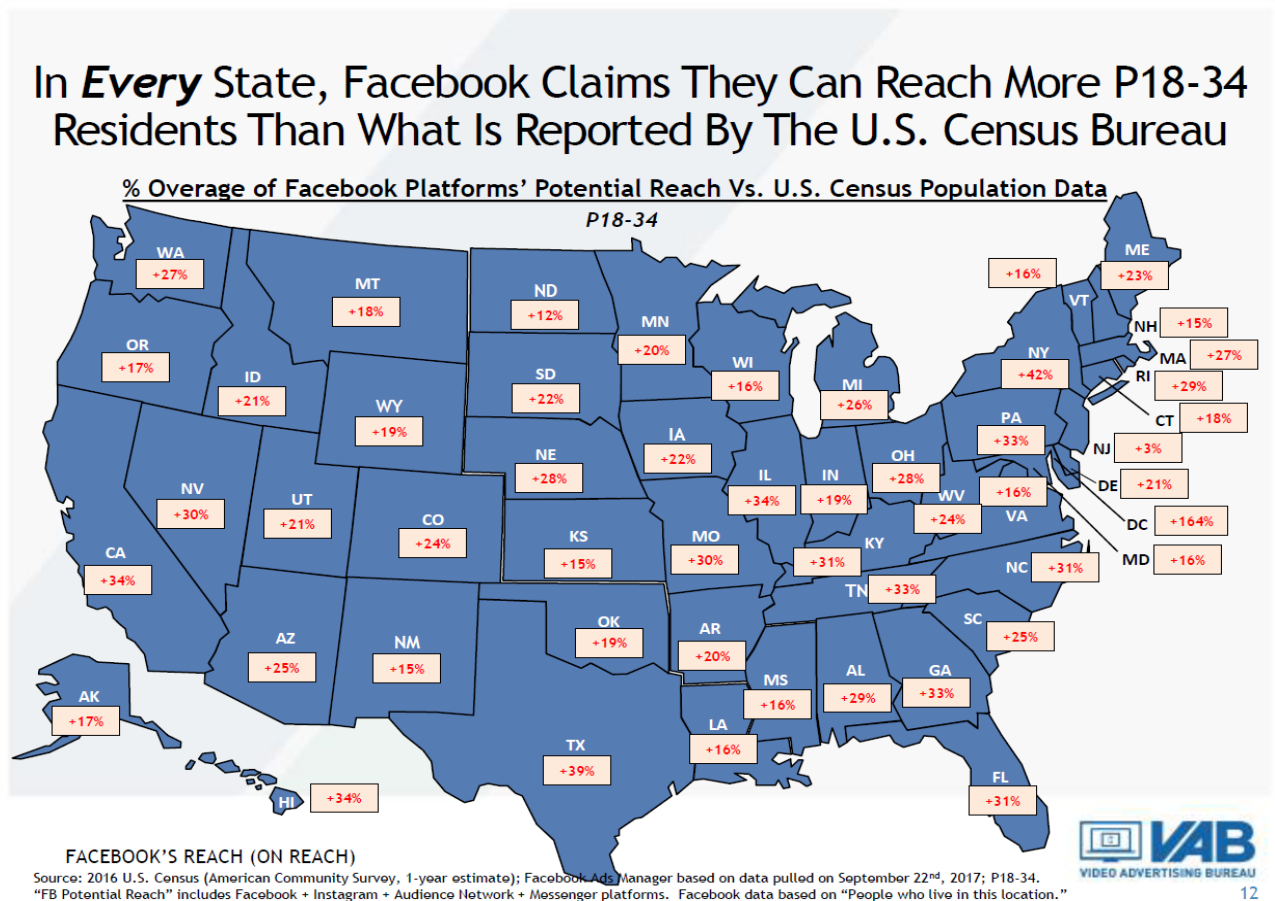 In Every State, Facebook Claims They Can Reach More P18-34
Residents Than What Is Reported By The U.S. Census Bureau
% Overage of Facebook Platforms' Potential Reach Vs. U.S. Census Population Data
P18-34
WA
+27%
MT
+18%
ND
+12%
MN
+20%
+16%
VT
ME
+23%
NH
+15%
MA
+27%
RI
+29%
CT
+18%
NJ
+3%
DE
+21%
DC
+164%
MD
+16%
OR
+17%
ID
+21%
WY
+19%
SD
+22%
WI
+16%
MI
+26%
NY
+42%
PA
+33%
NE
+28%
IA
+22%
IL
+34%
IN
+19%
OH
+28%
WV
+24%
+16%
VA
NV
+30%
UT
+21%
CO
+24%
KS
+15%
MO
+30%
KY
+31%
CA
+34%
TN
+33%
NC
+31%
SC
+25%
AZ
+25%
NM
+15%
OK
+19%
AR
+20%
MS
+16%
AL
+29%
GA
+33%
AK
+17%
LA
+16%
TX
+39%
HI
+34%
FL
+31%
VAB
VIDEO ADVERTISING BUREAU
FACEBOOK'S REACH (ON REACH)
Source: 2016 U.S. Census (American Community Survey, 1-year estimate); Facebook Ads Manager based on data pulled on September 22nd, 2017; P18-34.
"FB Potential Reach" includes Facebook + Instagram + Audience Network + Messenger platforms. Facebook data based on "People who live in this location."
12